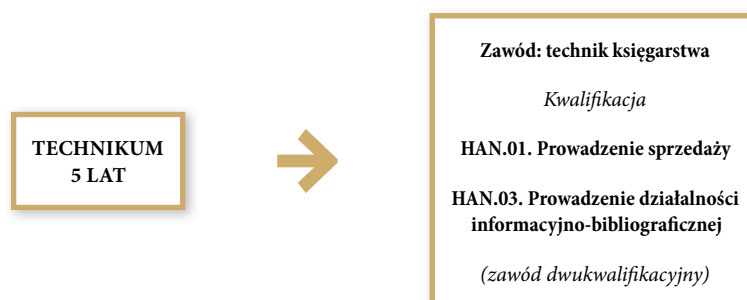 TECHNIKUM
5 LAT
Zawód: technik księgarstwa
Kwalifikacja
HAN.01. Prowadzenie sprzedaży
HAN.03. Prowadzenie działalności
informacyjno-bibliograficznej
(zawód dwukwalifikacyjny)